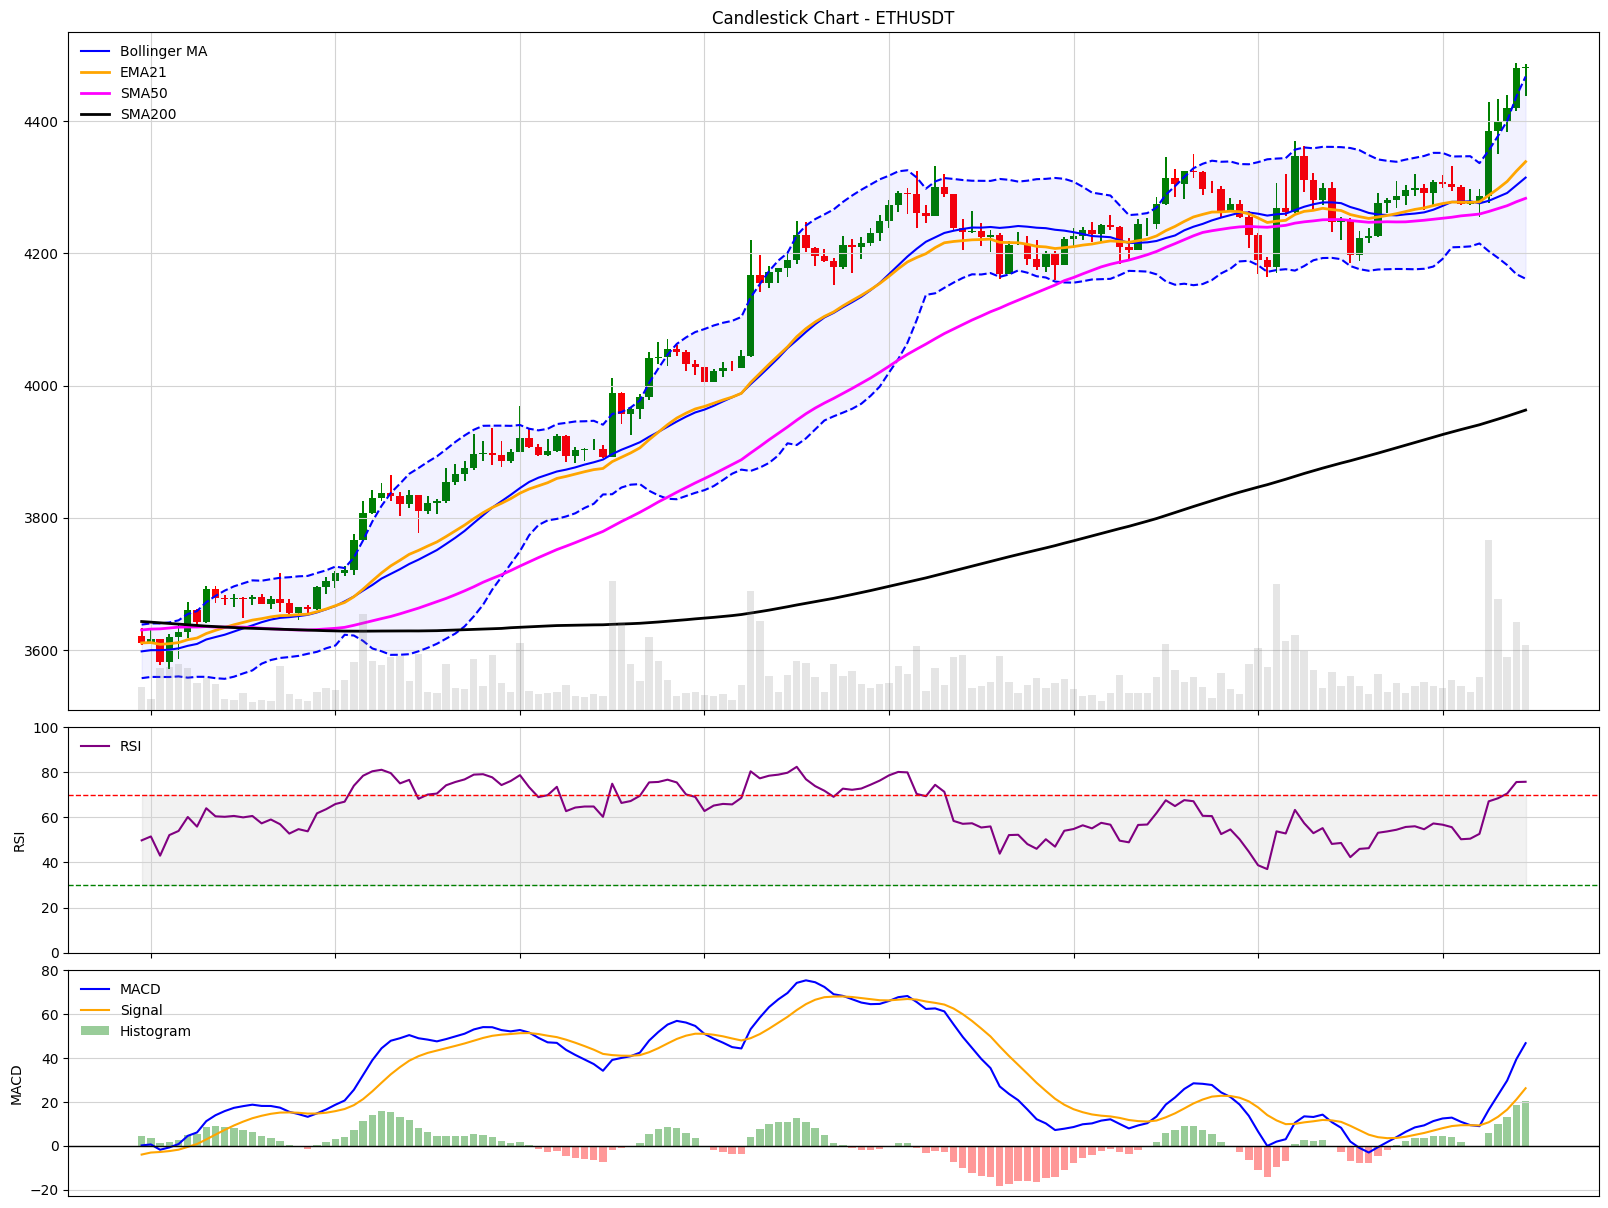 Candlestick Chart - ETHUSDT
Bollinger MA
EMA21
SMA50
SMA200
4400
4200
4000
3800
3600
100
RSI
80
60
40
20
0
RSI
80
MACD
Signal
Histogram
60
40
20
0
−20
MACD